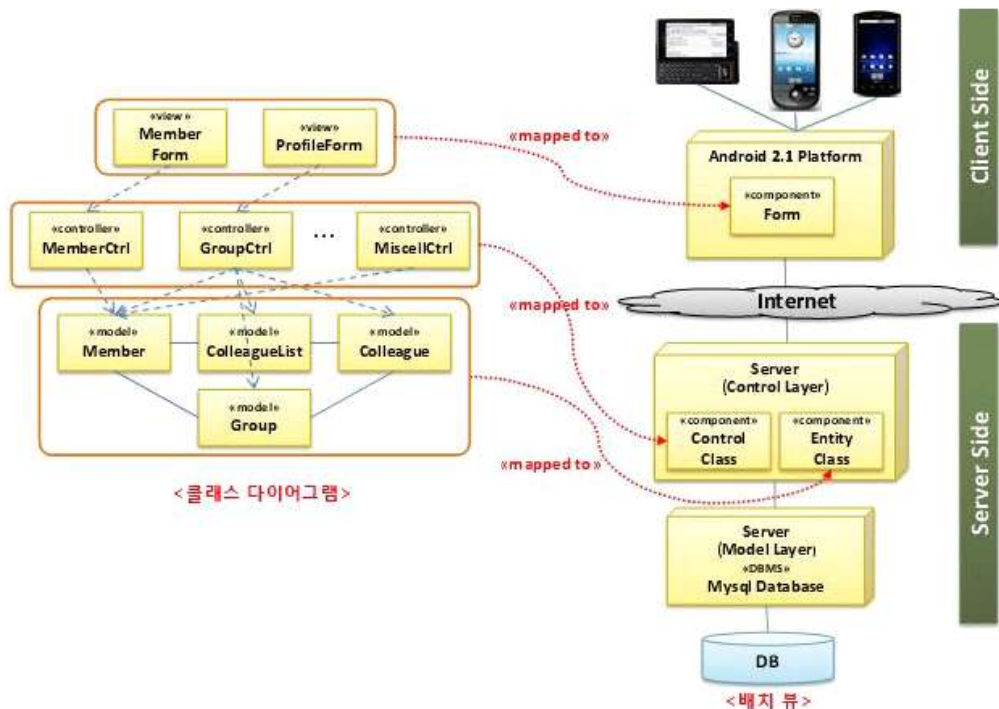 «view »
Member
Form
«view»
ProfileForm
«controller»
MemberCtrl
«controller»
GroupCtrl
...
«controller»
MiscellCtrl
«model»
Member
«model»
ColleagueList
«model»
Colleague
«model»
Group
<클래스 다이어그램>
«mapped to»
«mapped to»
«mapped to»
Android 2.1 Platform
«component»
Form
Internet
Server
(Control Layer)
«component»
Control
Class
«component»
Entity
Class
Server
(Model Layer)
«DBMS»
Mysql Database
DB
<배치 뷰>
Client Side
Server Side